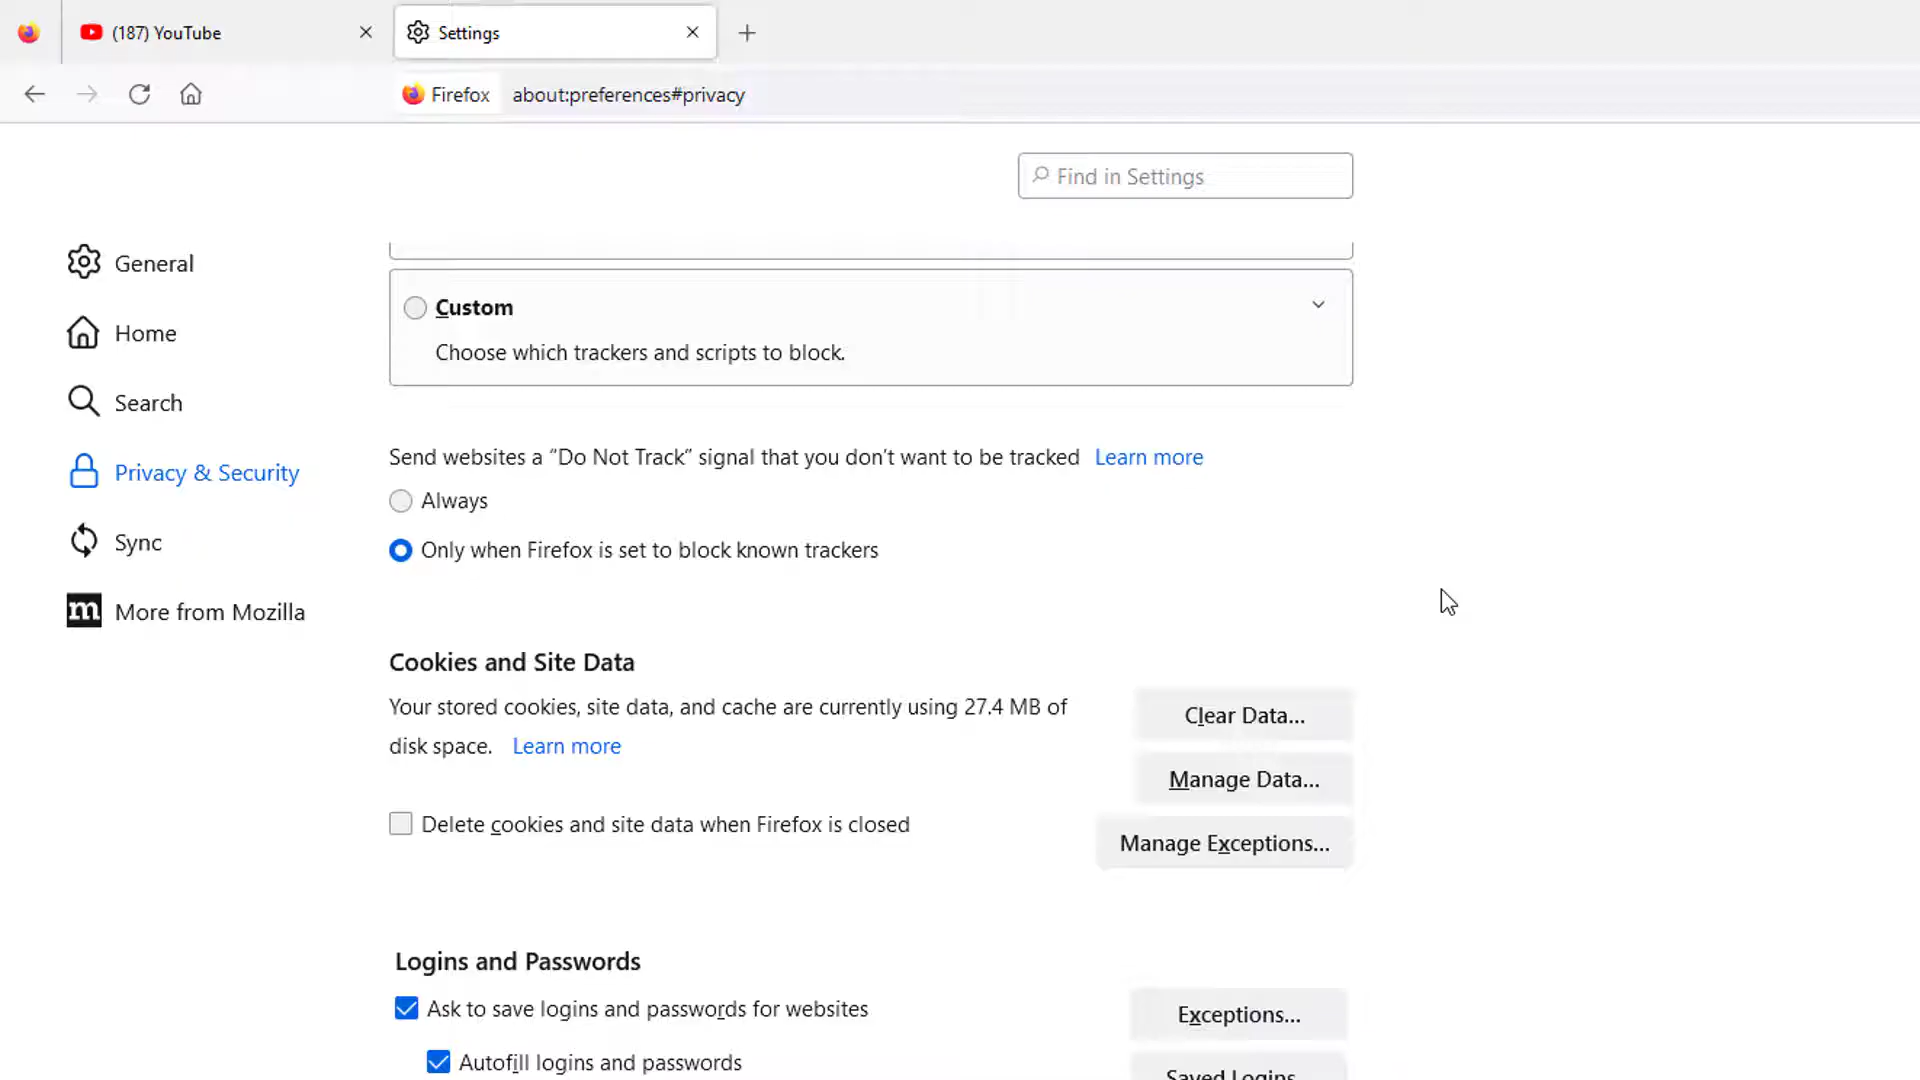 (187) YouTube
Settings
Firefox
about:preferences#privacy
Find in Settings
General
Home
Search
Privacy & Security
Sync
m
More from Mozilla
Custom
Choose which trackers and scripts to block.
Send websites a “Do Not Track” signal that you don’t want to be tracked Learn more
Always
Only when Firefox is set to block known trackers
Cookies and Site Data
Your stored cookies, site data, and cache are currently using 27.4 MB of
disk space. Learn more
Clear Data...
Manage Data...
Delete cookies and site data when Firefox is closed
Manage Exceptions...
Logins and Passwords
Ask to save logins and passwords for websites
Exceptions...
Autofill logins and passwords
Saved Logins